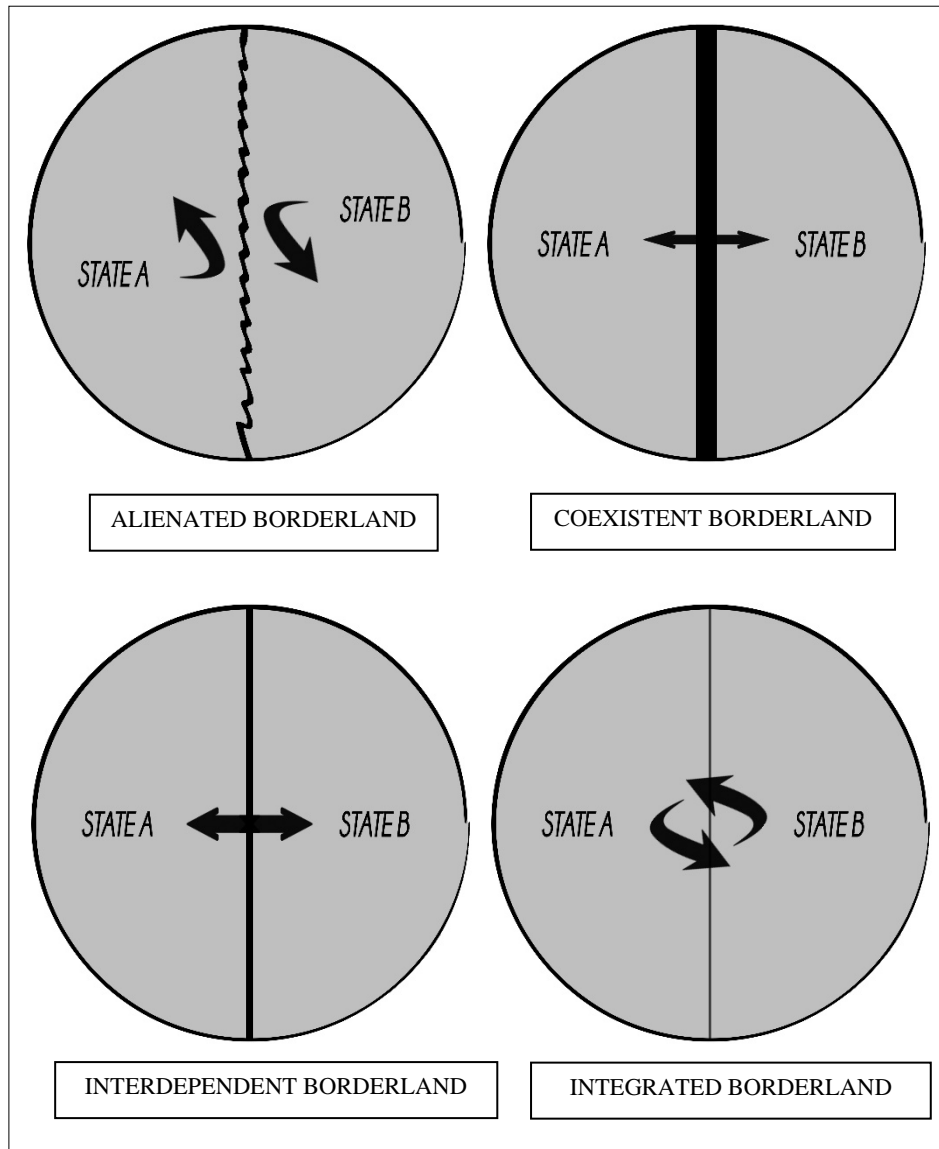 STATE B
STATE A
STATE A
STATE B
ALIENATED BORDERLAND
COEXISTENT BORDERLAND
STATE A
STATE B
STATE A
STATE B
INTERDEPENDENT BORDERLAND
INTEGRATED BORDERLAND